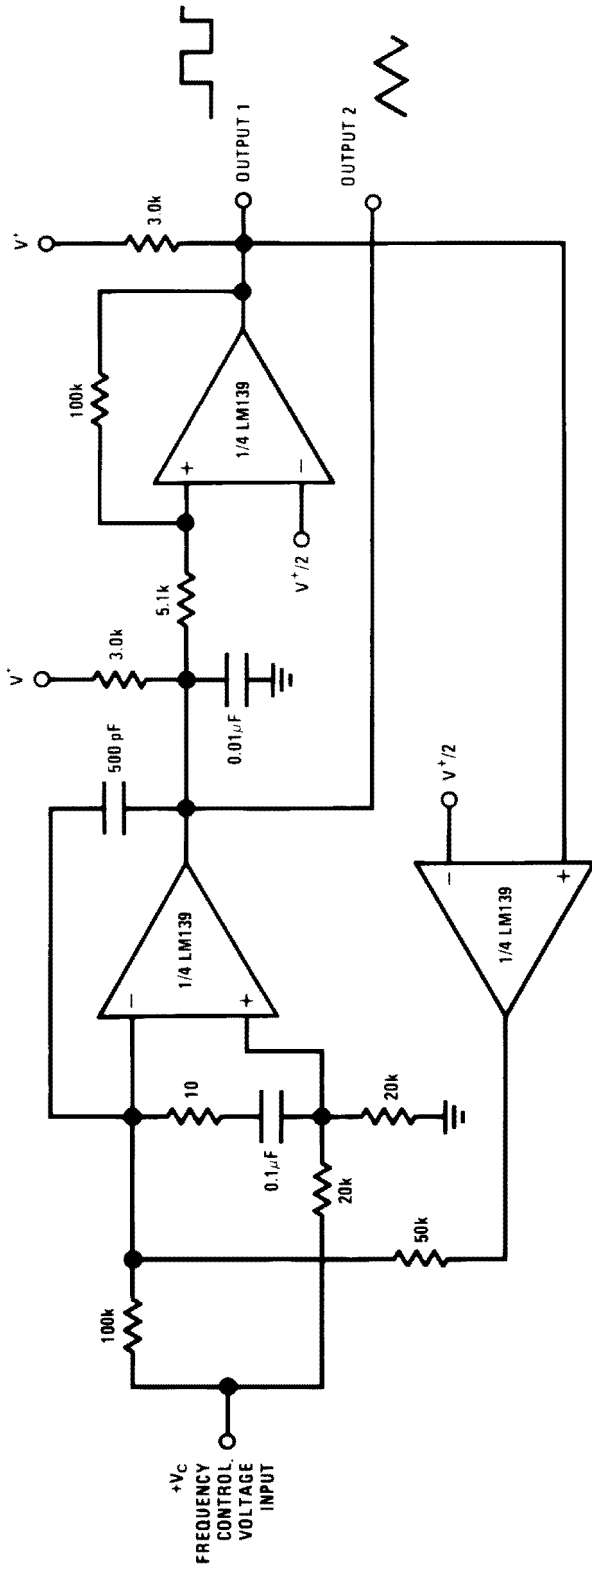 +VC
FREQUENCY
CONTROL
VOLTAGE
INPUT
100k
50k
20k
0.1μF
10
20k
−
+
1/4 LM139
500 pF
V+
3.0k
0.01μF
5.1k
100k
+
−
1/4 LM139
V+/2
V+
3.0k
OUTPUT 1
OUTPUT 2
V+/2
−
+
1/4 LM139